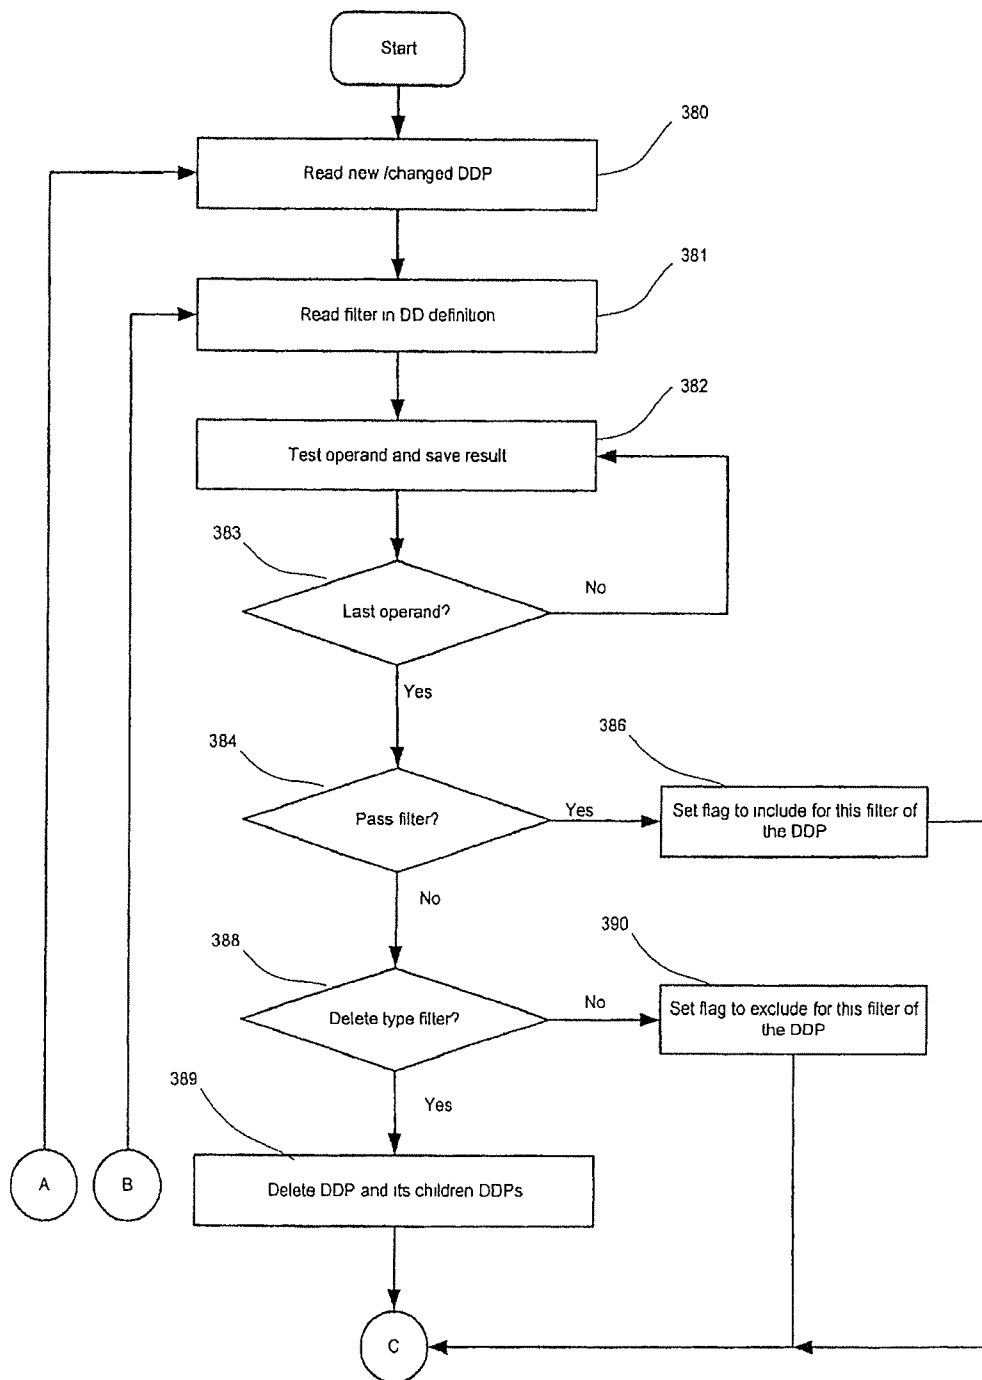 Start
380
Read new /changed DDP
381
Read filter in DD definition
382
Test operand and save result
383
Last operand?
No
Yes
384
Pass filter?
Yes
386
Set flag to include for this filter of
the DDP
No
388
Delete type filter?
No
390
Set flag to exclude for this filter of
the DDP
Yes
389
Delete DDP and its children DDPs
A
B
C